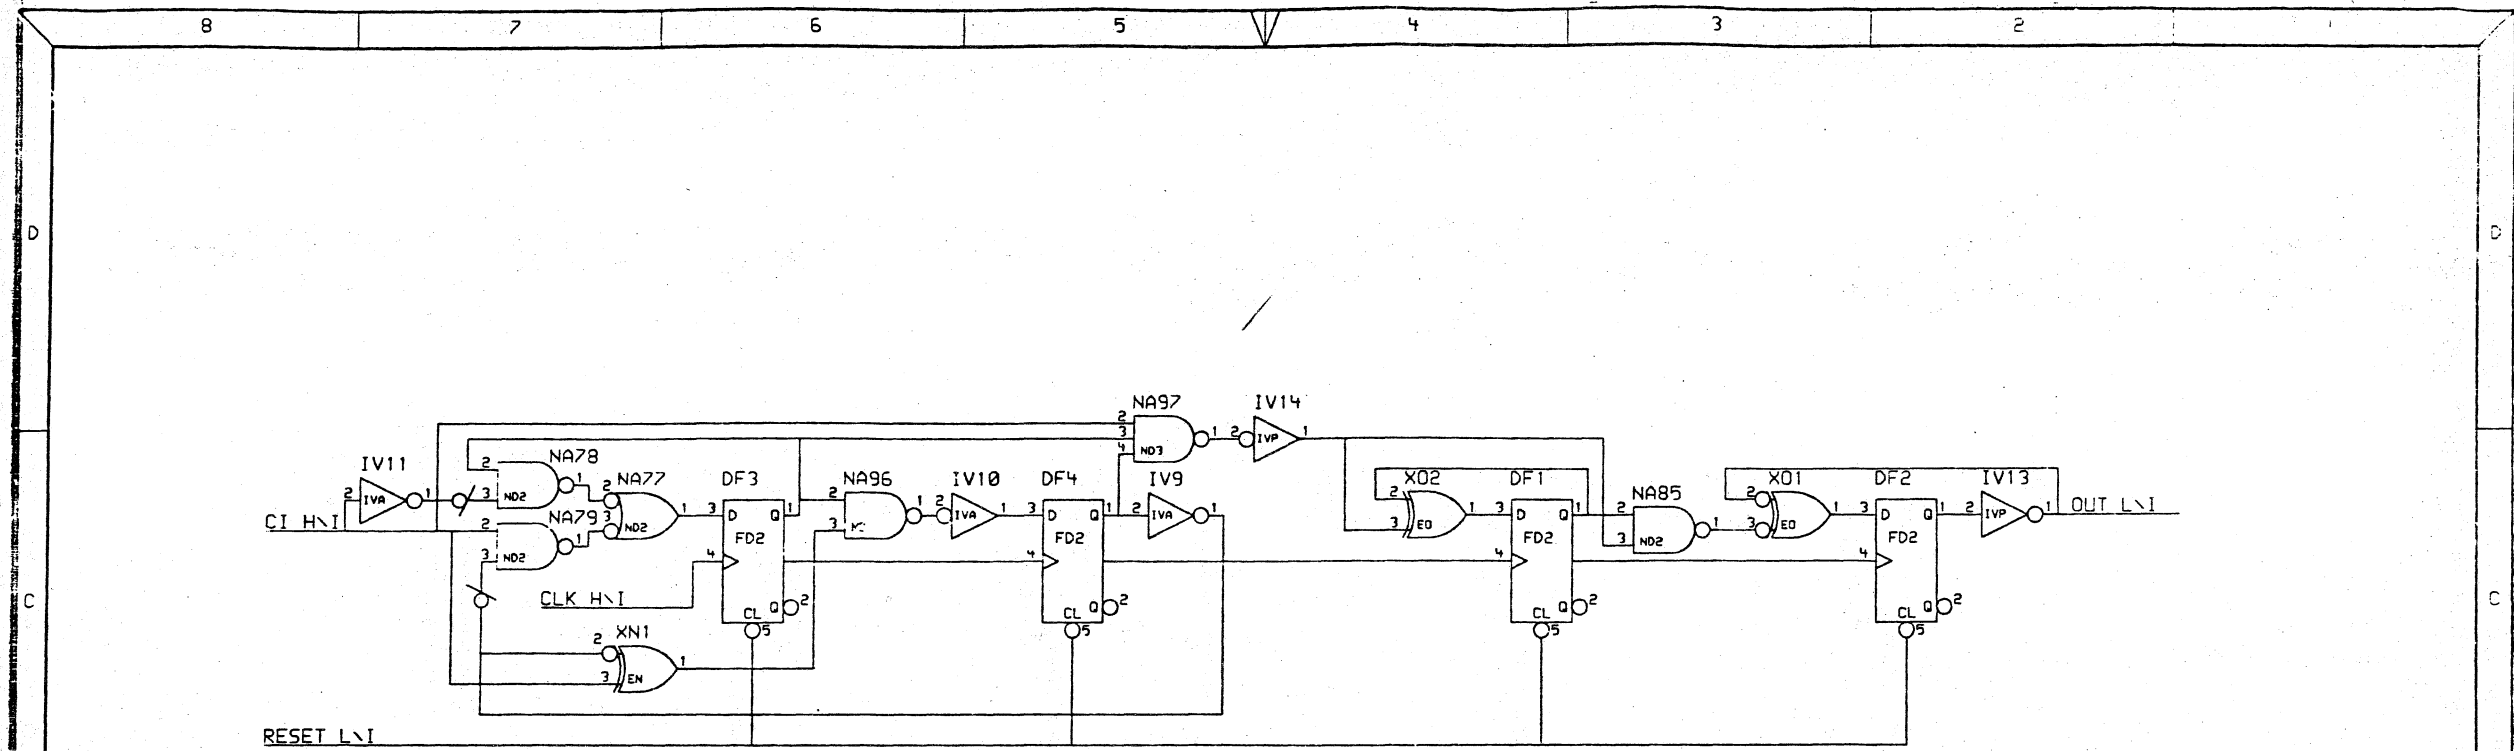 8 7 6 5 4 3 2
D D
NA97 IV14
2
3 1 2 IVP 1
4 ND3
IV11 NA78 NA77 DF3 NA96 IV10 DF4 IV9 XO2 DF1 NA85 XO1 DF2 IV13
2 IVA 1 3 ND2 1 2 3 ND2 1 3 D Q 1 2 3 1 2 IVA 1 3 D Q 1 2 IVA 1 2 3 EO 1 3 D Q 1 2 3 ND2 1 2 3 EO 1 3 D Q 1 2 IVP 1
CI H\I NA79 OUT L\I
2 3 ND2 1 4 FD2 4 FD2 4 FD2 4 FD2
C CLK H\I C
Q 2 Q 2 Q 2 Q 2
CL 5 CL 5 CL 5 CL 5
XN1
2 3 EN 1
RESET L\I